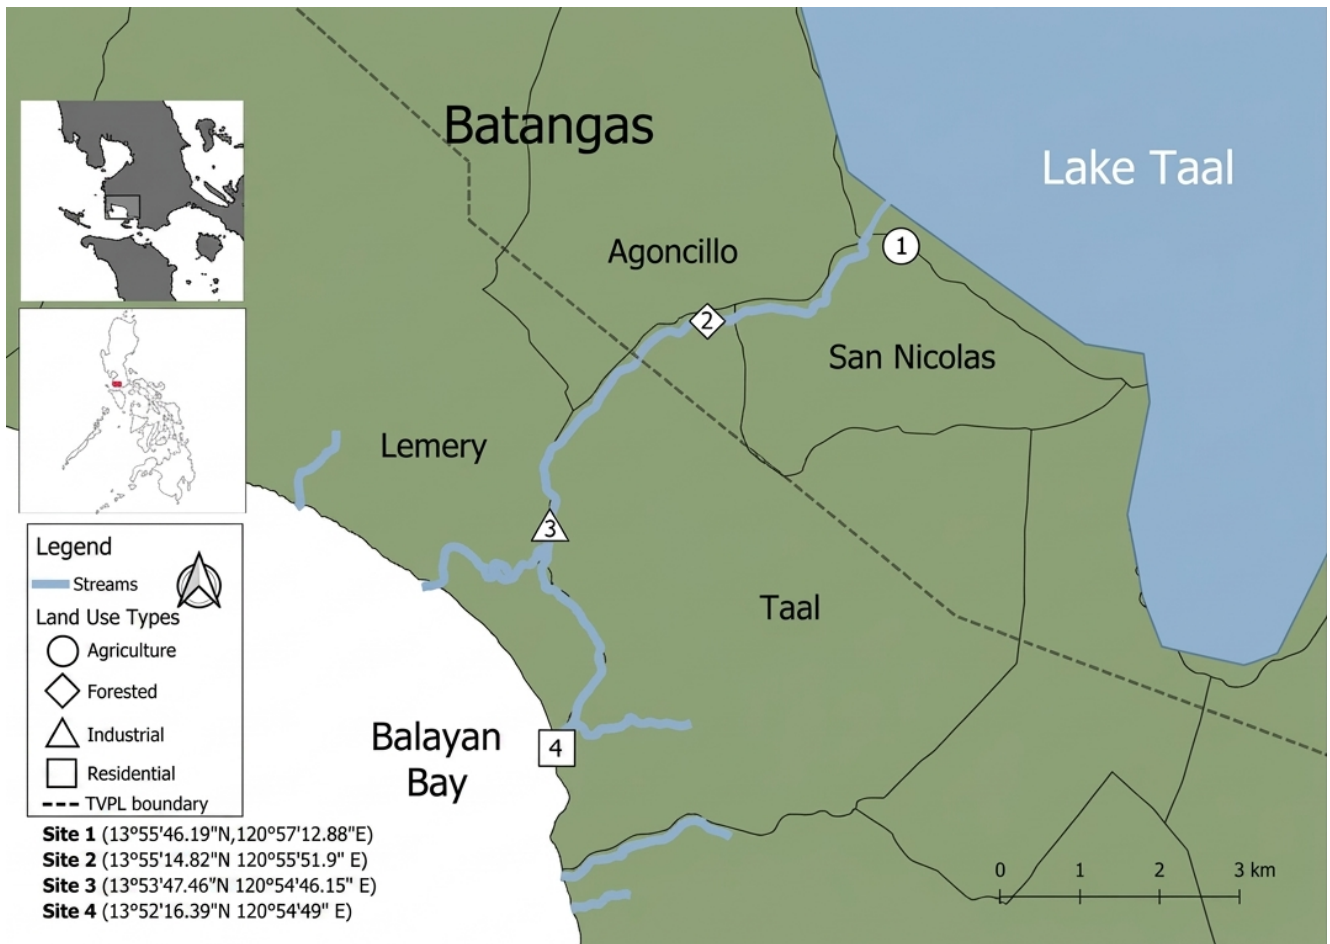 Batangas
Lake Taal
Agoncillo
1
2
San Nicolas
Lemery
3
Taal
Balayan
Bay
4
Legend
Streams
Land Use Types
Agriculture
Forested
Industrial
Residential
TVPL boundary
Site 1 (13°55'46.19"N,120°57'12.88"E)
Site 2 (13°55'14.82"N 120°55'51.9" E)
Site 3 (13°53'47.46"N 120°54'46.15" E)
Site 4 (13°52'16.39"N 120°54'49" E)
0 1 2 3 km